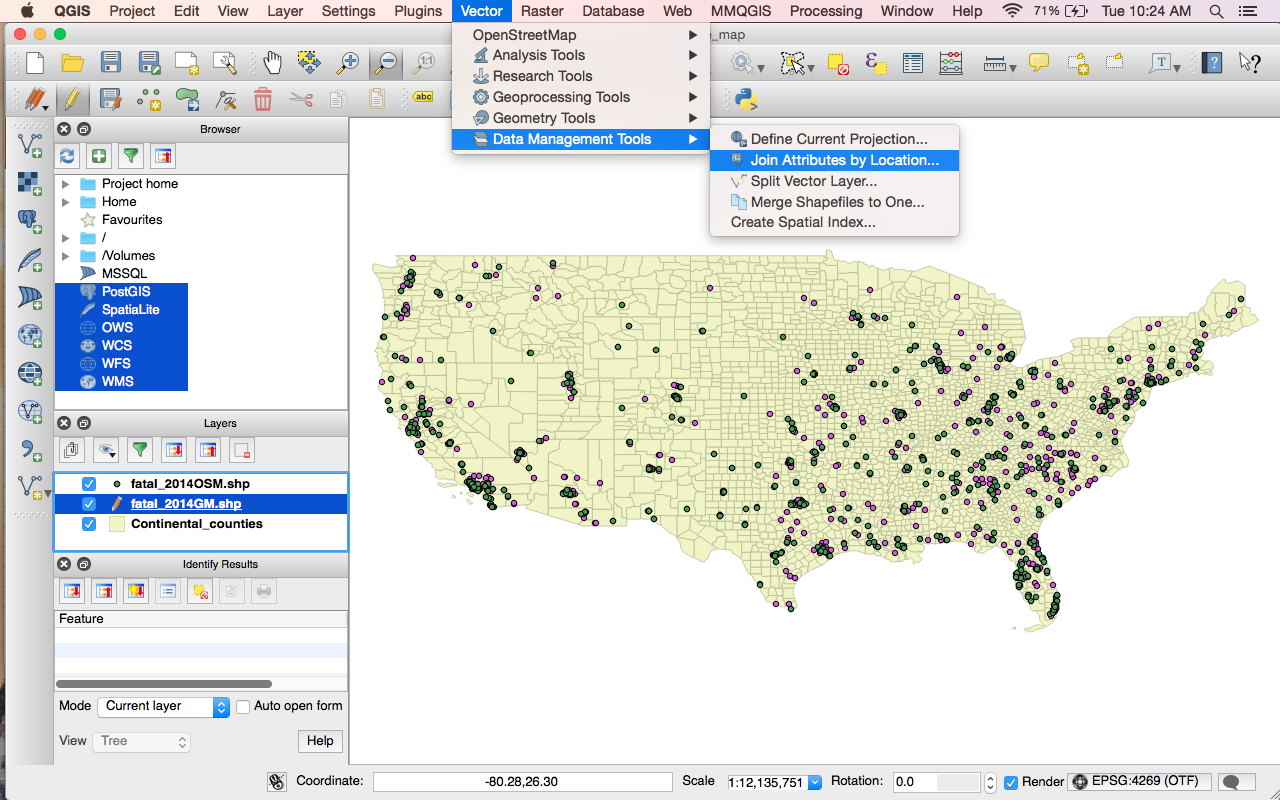 QGIS Project Edit View Layer Settings Plugins Vector Raster Database Web MMQGIS Processing Window Help 71% Tue 10:24 AM
e_map
OpenStreetMap
Analysis Tools
Research Tools
Geoprocessing Tools
Geometry Tools
Data Management Tools
Define Current Projection...
Join Attributes by Location...
Split Vector Layer...
Merge Shapefiles to One...
Create Spatial Index...
abc
Browser
Project home
Home
Favourites
/
/Volumes
MSSQL
PostGIS
SpatiaLite
OWS
WCS
WFS
WMS
Layers
fatal_2014OSM.shp
fatal_2014GM.shp
Continental_counties
Identify Results
Feature
Mode Current layer Auto open form
View Tree Help
Coordinate: -80.28,26.30 Scale 1:12,135,751 Rotation: 0.0 Render EPSG:4269 (OTF)